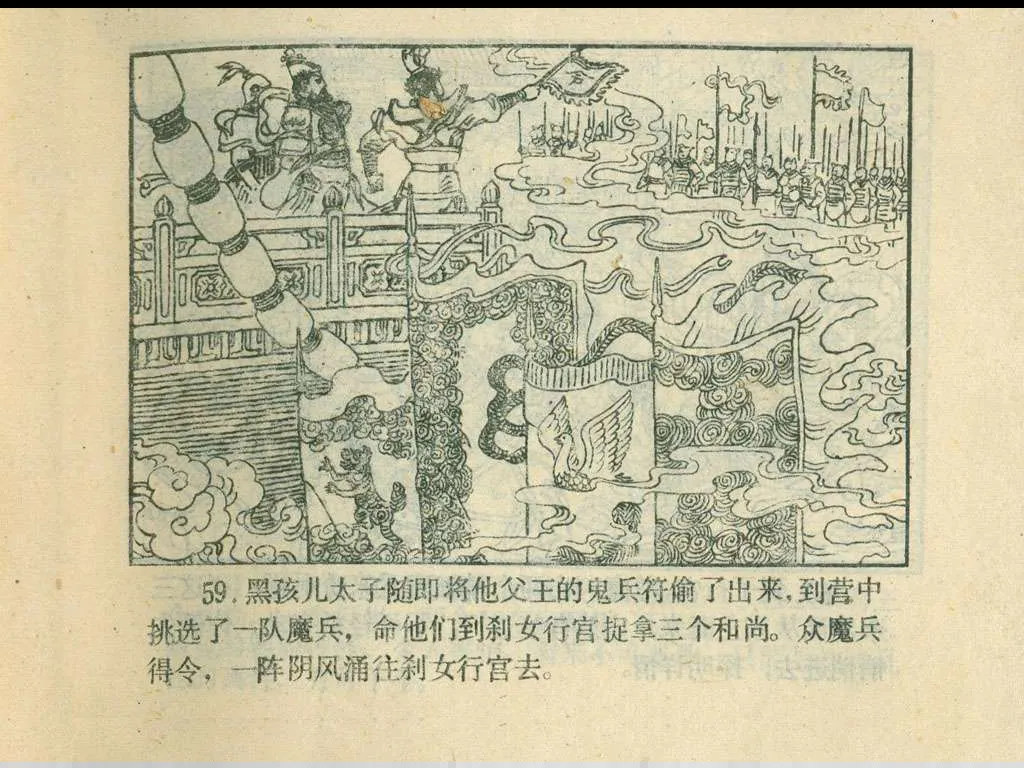 59. 黑孩儿太子随即将他父王的鬼兵符偷了出来，到营中
挑选了一队魔兵，命他们到刹女行宫捉拿三个和尚。众魔兵
得令，一阵阴风涌往刹女行宫去。